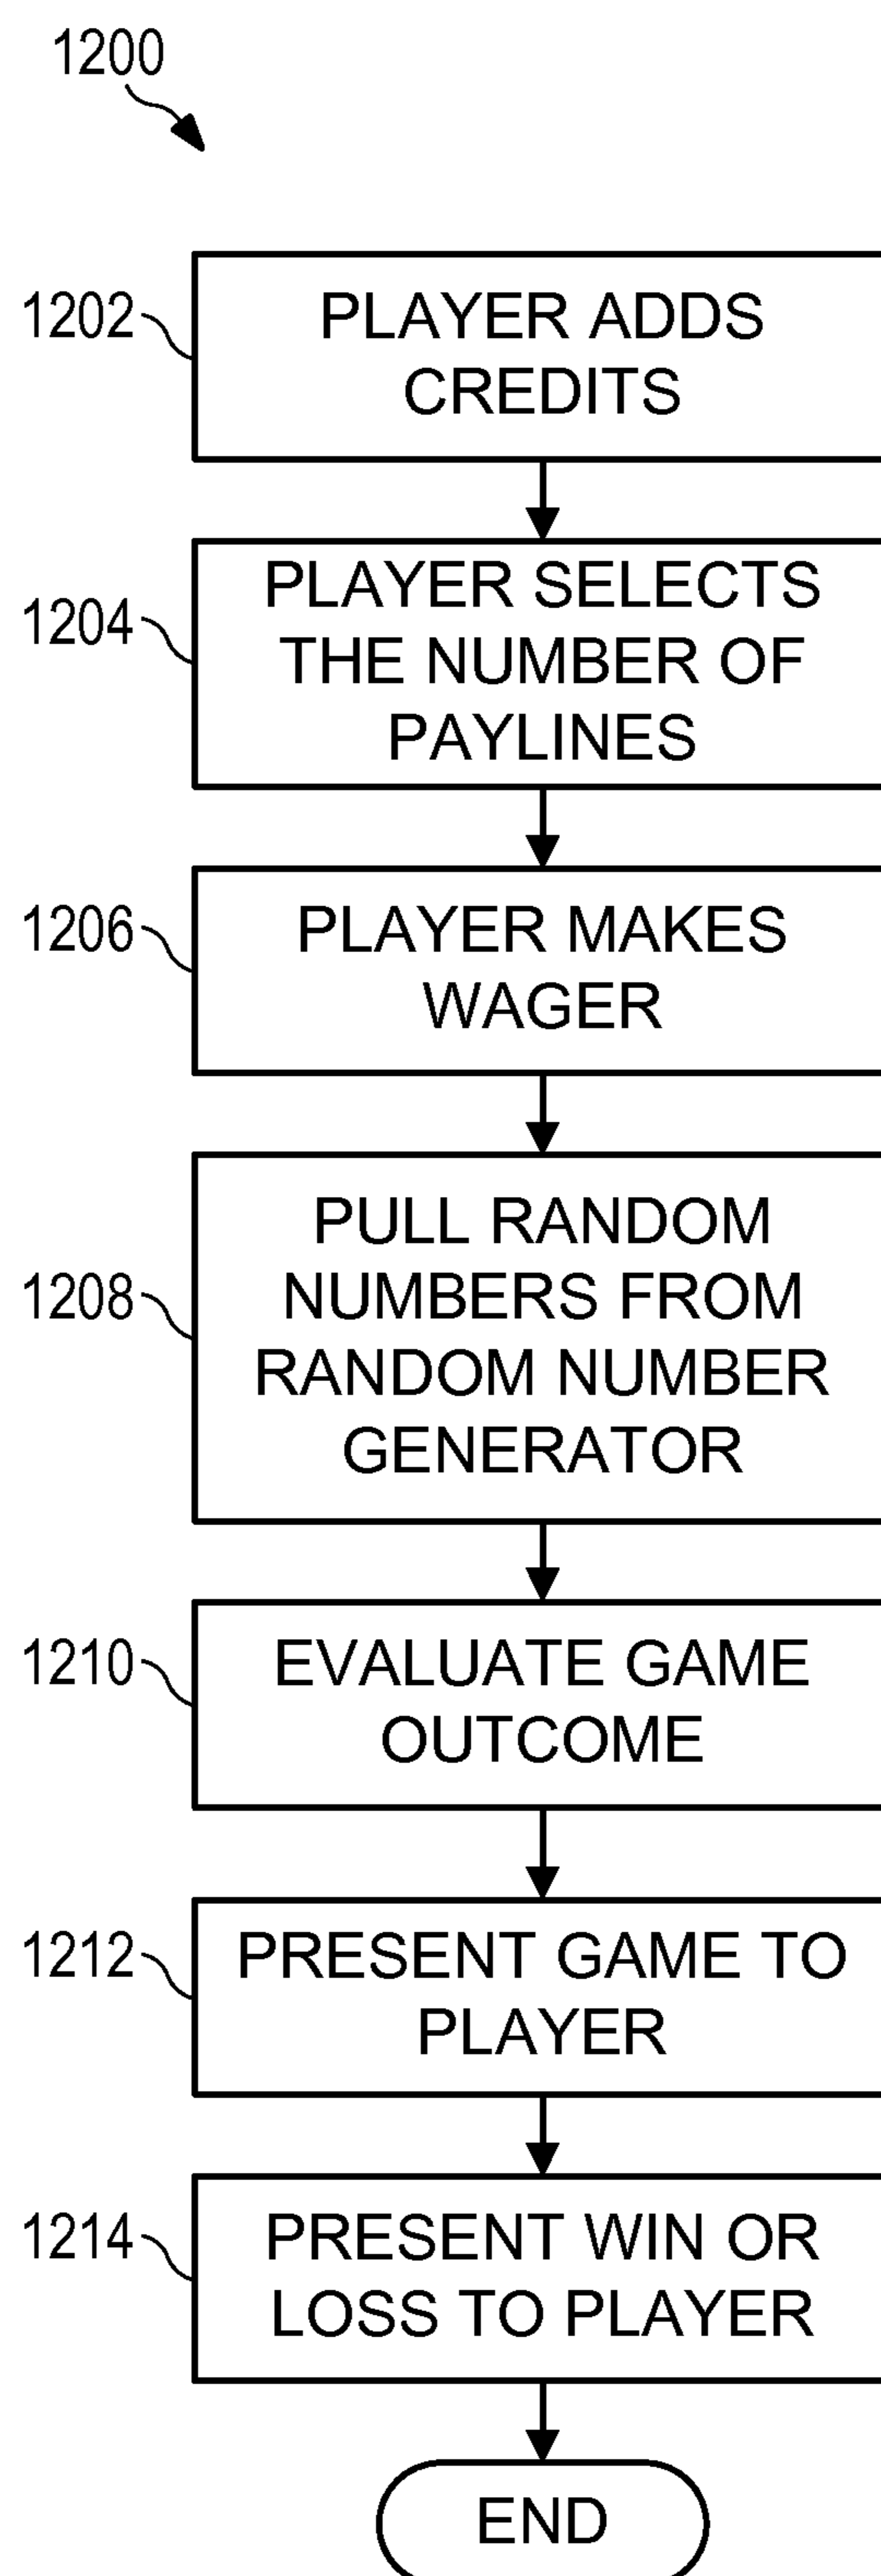 1200
1202
PLAYER ADDS
CREDITS
1204
PLAYER SELECTS
THE NUMBER OF
PAYLINES
1206
PLAYER MAKES
WAGER
1208
PULL RANDOM
NUMBERS FROM
RANDOM NUMBER
GENERATOR
1210
EVALUATE GAME
OUTCOME
1212
PRESENT GAME TO
PLAYER
1214
PRESENT WIN OR
LOSS TO PLAYER
END